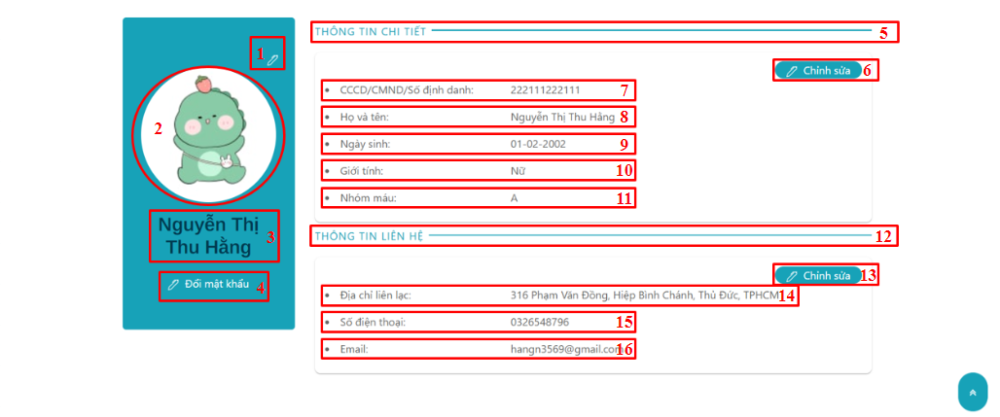 1
2
Nguyễn Thị
Thu Hằng 3
Đổi mật khẩu 4
THÔNG TIN CHI TIẾT 5
Chỉnh sửa 6
• CCCD/CMND/Số định danh: 222111222111 7
• Họ và tên: Nguyễn Thị Thu Hằng 8
• Ngày sinh: 01-02-2002 9
• Giới tính: Nữ 10
• Nhóm máu: A 11
THÔNG TIN LIÊN HỆ 12
Chỉnh sửa 13
• Địa chỉ liên lạc: 316 Phạm Văn Đồng, Hiệp Bình Chánh, Thủ Đức, TPHCM 14
• Số điện thoại: 0326548796 15
• Email: hangn3569@gmail.com 16